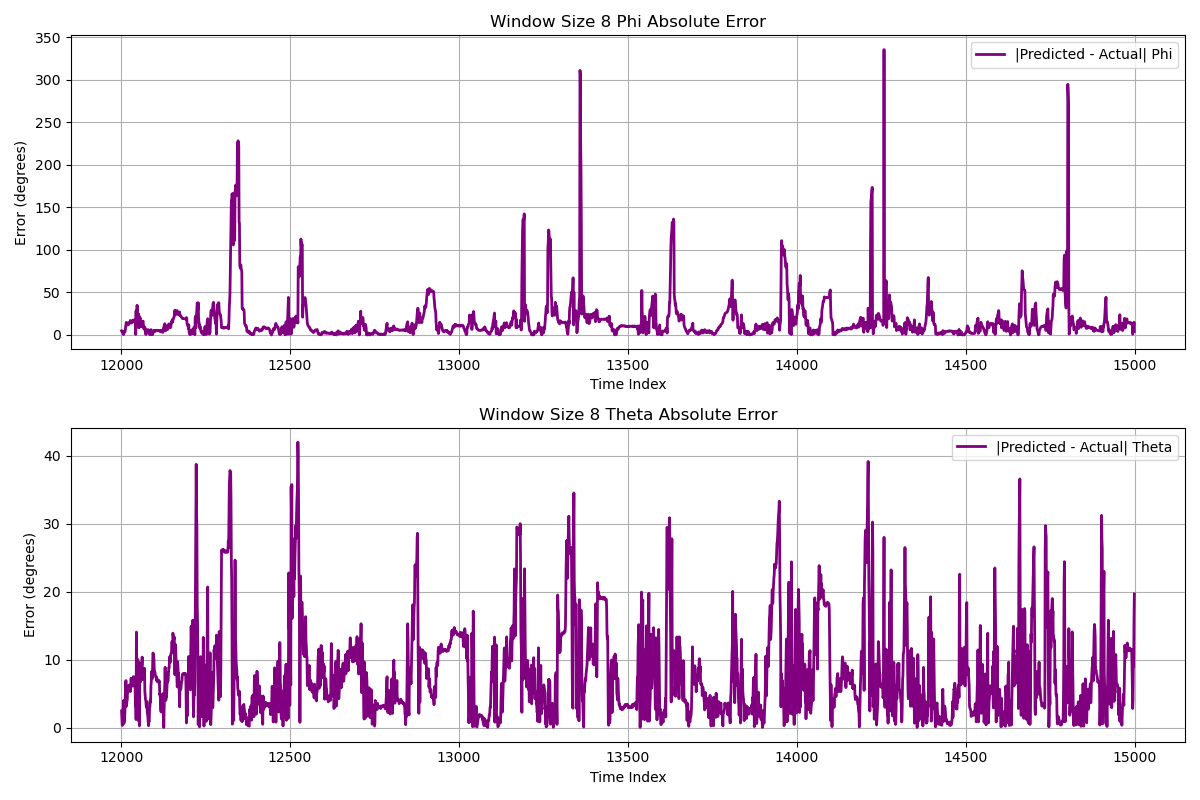 Window Size 8 Phi Absolute Error
350
300
250
200
150
100
50
0
Error (degrees)
|Predicted - Actual| Phi
12000 12500 13000 13500 14000 14500 15000
Time Index
Window Size 8 Theta Absolute Error
40
30
20
10
0
Error (degrees)
|Predicted - Actual| Theta
12000 12500 13000 13500 14000 14500 15000
Time Index